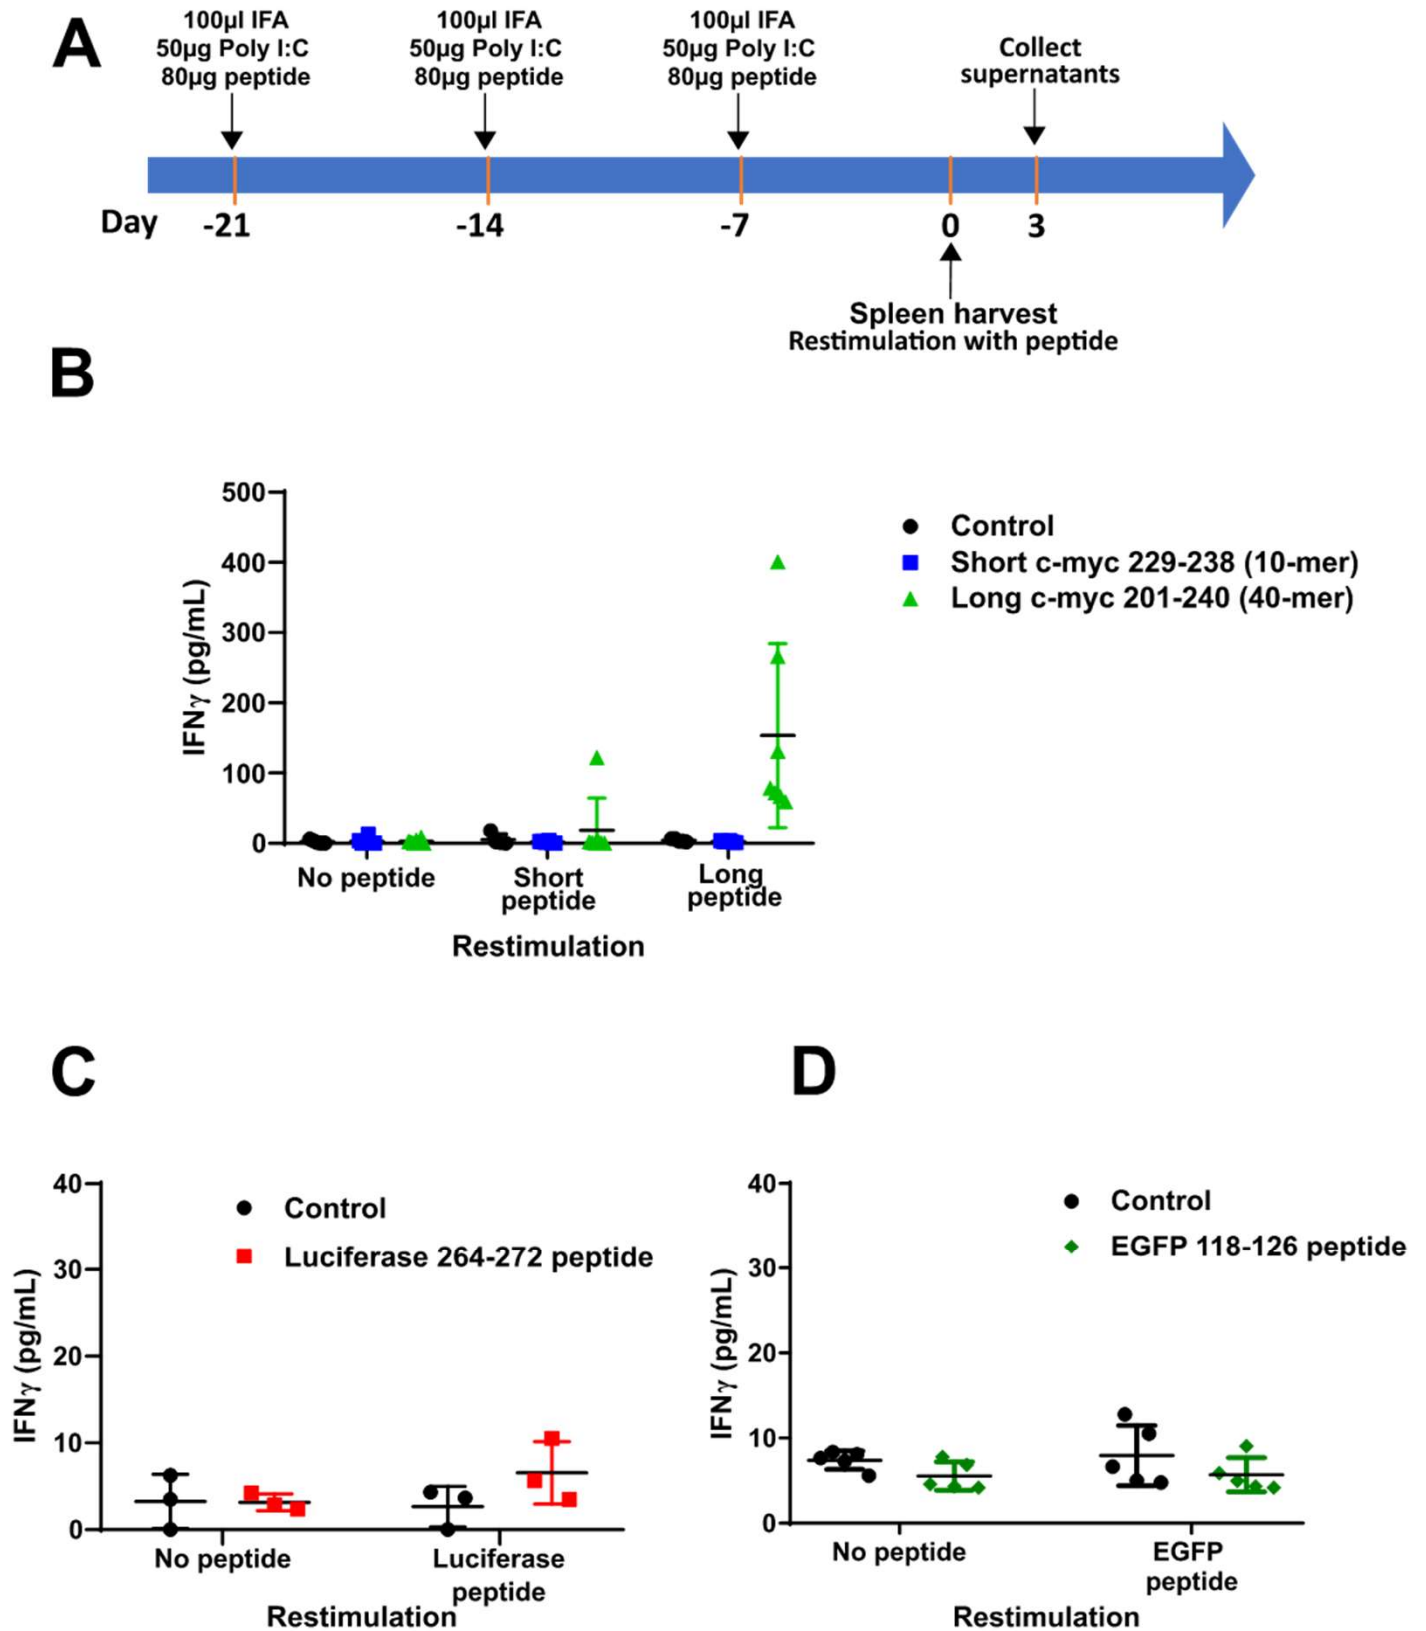 A
100µl IFA
50µg Poly I:C
80µg peptide
100µl IFA
50µg Poly I:C
80µg peptide
100µl IFA
50µg Poly I:C
80µg peptide
Collect
supernatants
Day
-21
-14
-7
0
3
Spleen harvest
Restimulation with peptide
B
500
400
300
200
100
0
IFNγ (pg/mL)
Control
Short c-myc 229-238 (10-mer)
Long c-myc 201-240 (40-mer)
No peptide
Short
peptide
Long
peptide
Restimulation
C
40
30
20
10
0
IFNγ (pg/mL)
Control
Luciferase 264-272 peptide
No peptide
Luciferase
peptide
Restimulation
D
40
30
20
10
0
IFNγ (pg/mL)
Control
EGFP 118-126 peptide
No peptide
EGFP
peptide
Restimulation